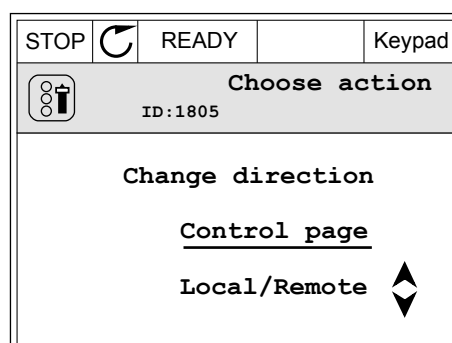 STOP READY Keypad
Choose action
ID:1805
Change direction
Control page
Local/Remote